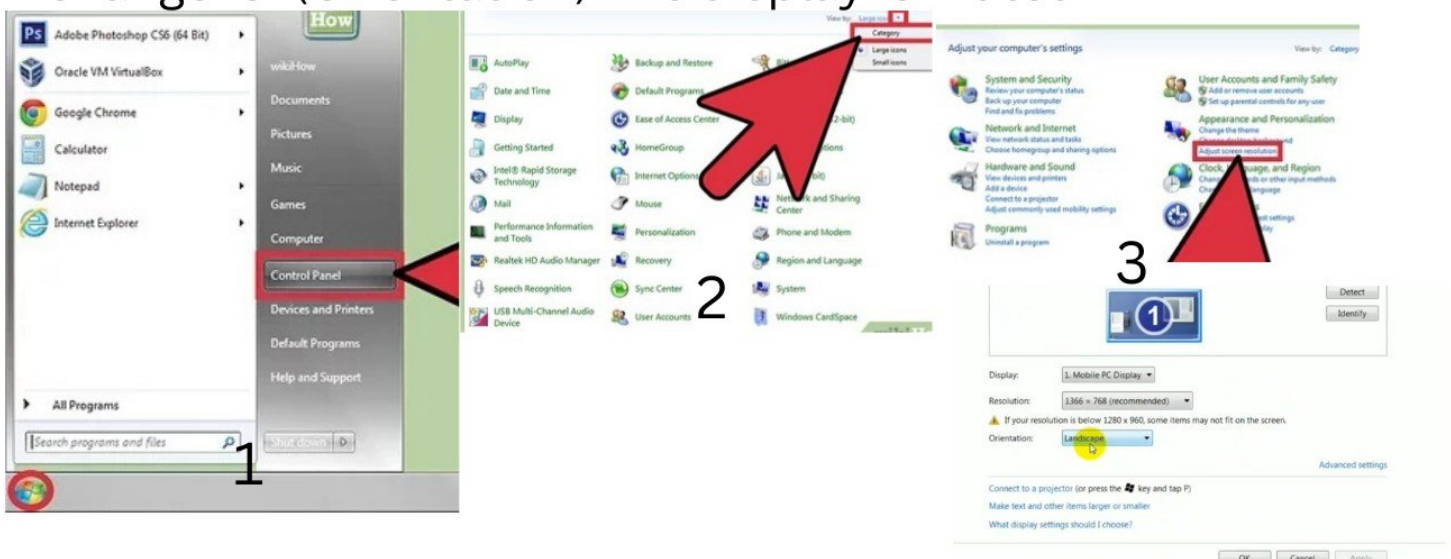 How
Adobe Photoshop CS6 (64 Bit)
Oracle VM VirtualBox
Google Chrome
Calculator
Notepad
Internet Explorer
All Programs
Search programs and files
wikiHow
Documents
Pictures
Music
Games
Computer
Control Panel
Devices and Printers
Default Programs
Help and Support
Shut down
1
View by: Large icons
Category
Large icons
Small icons
AutoPlay
Backup and Restore
Date and Time
Default Programs
Display
Ease of Access Center
Getting Started
HomeGroup
Intel® Rapid Storage
Technology
Internet Options
Mail
Mouse
Network and Sharing
Center
Performance Information
and Tools
Personalization
Phone and Modem
Realtek HD Audio Manager
Recovery
Region and Language
Speech Recognition
Sync Center
System
USB Multi-Channel Audio
Device
User Accounts
Windows CardSpace
2
Adjust your computer's settings
View by: Category
System and Security
Review your computer's status
Back up your computer
Find and fix problems
Network and Internet
View network status and tasks
Choose homegroup and sharing options
Hardware and Sound
View devices and printers
Add a device
Connect to a projector
Adjust commonly used mobility settings
Programs
Uninstall a program
User Accounts and Family Safety
Add or remove user accounts
Set up parental controls for any user
Appearance and Personalization
Change the theme
Change desktop background
Adjust screen resolution
Clock, Language, and Region
3
1
Detect
Identify
Display: 1. Mobile PC Display
Resolution: 1366 × 768 (recommended)
If your resolution is below 1280 x 960, some items may not fit on the screen.
Orientation: Landscape
Advanced settings
Connect to a projector (or press the key and tap P)
Make text and other items larger or smaller
What display settings should I choose?
OK Cancel Apply